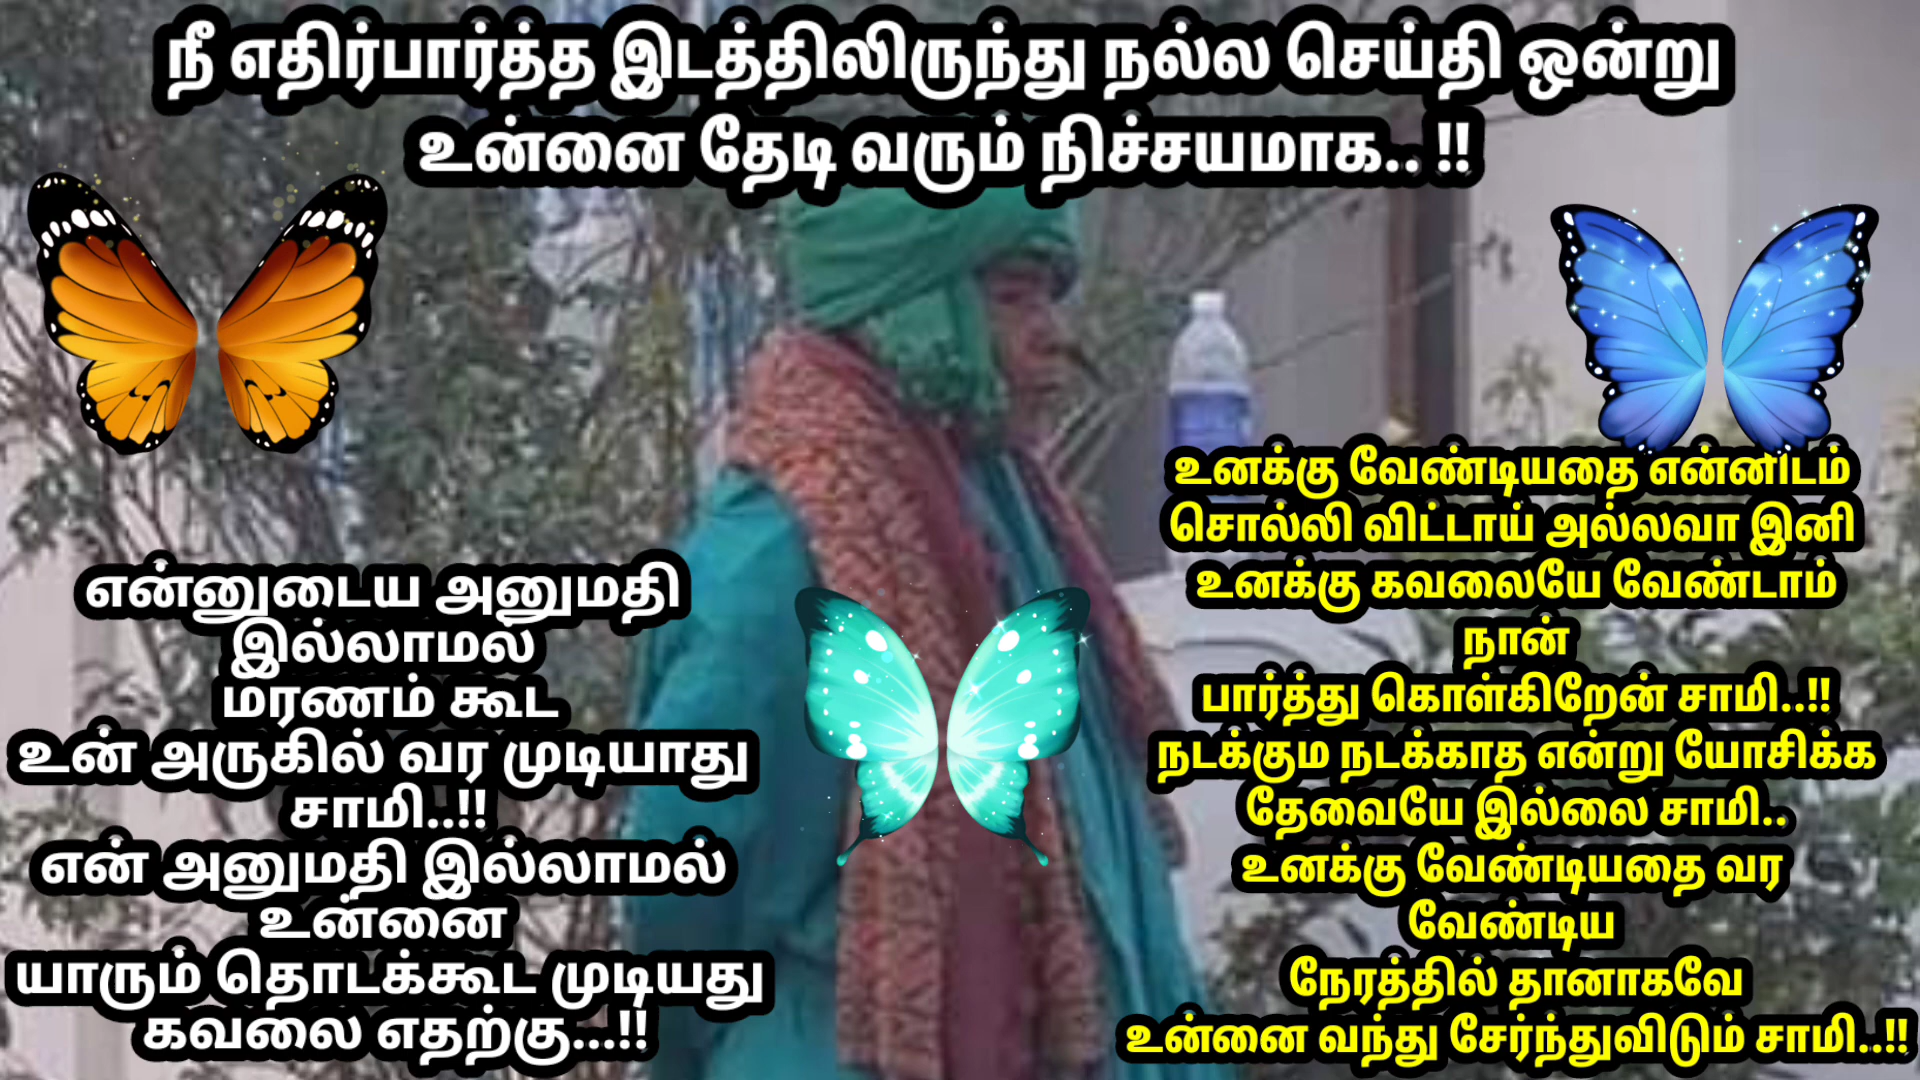 நீ எதிர்பார்த்த இடத்திலிருந்து நல்ல செய்தி ஒன்று
உன்னை தேடி வரும் நிச்சயமாக.. !!
என்னுடைய அனுமதி
இல்லாமல்
மரணம் கூட
உன் அருகில் வர முடியாது
சாமி..!!
என் அனுமதி இல்லாமல்
உன்னை
யாரும் தொடக்கூட முடியது
கவலை எதற்கு...!!
உனக்கு வேண்டியதை என்னிடம்
சொல்லி விட்டாய் அல்லவா இனி
உனக்கு கவலையே வேண்டாம்
நான்
பார்த்து கொள்கிறேன் சாமி..!!
நடக்கும நடக்காத என்று யோசிக்க
தேவையே இல்லை சாமி..
உனக்கு வேண்டியதை வர
வேண்டிய
நேரத்தில் தானாகவே
உன்னை வந்து சேர்ந்துவிடும் சாமி..!!